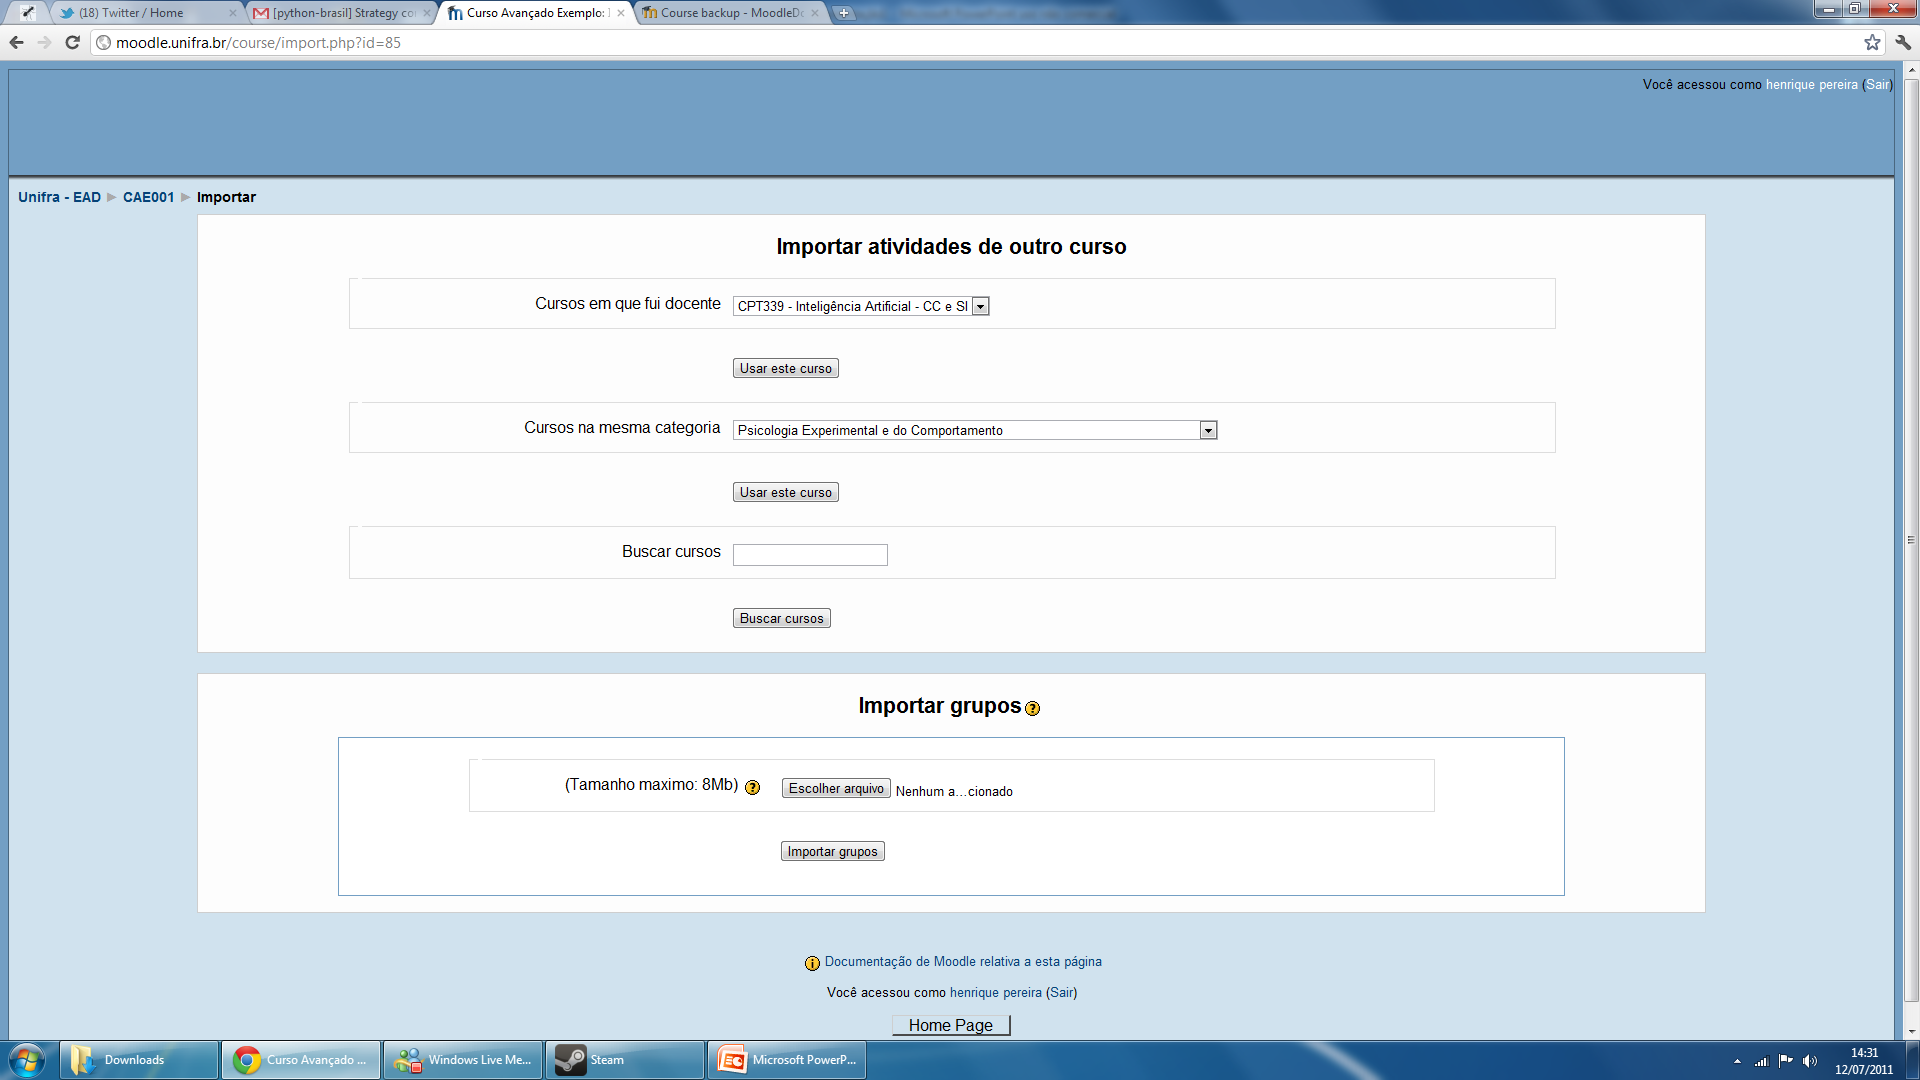 (18) Twitter / Home
[python-brasil] Strategy co
Curso Avançado Exemplo:
Course backup - MoodleDo
moodle.unifra.br/course/import.php?id=85
Você acessou como henrique pereira (Sair)
Unifra - EAD ► CAE001 ► Importar
Importar atividades de outro curso
Cursos em que fui docente CPT339 - Inteligência Artificial - CC e SI
Usar este curso
Cursos na mesma categoria Psicologia Experimental e do Comportamento
Usar este curso
Buscar cursos
Buscar cursos
Importar grupos
(Tamanho maximo: 8Mb) Escolher arquivo Nenhum a...cionado
Importar grupos
Documentação de Moodle relativa a esta página
Você acessou como henrique pereira (Sair)
Home Page
Downloads
Curso Avançado ...
Windows Live Me...
Steam
Microsoft PowerP...
14:31
12/07/2011